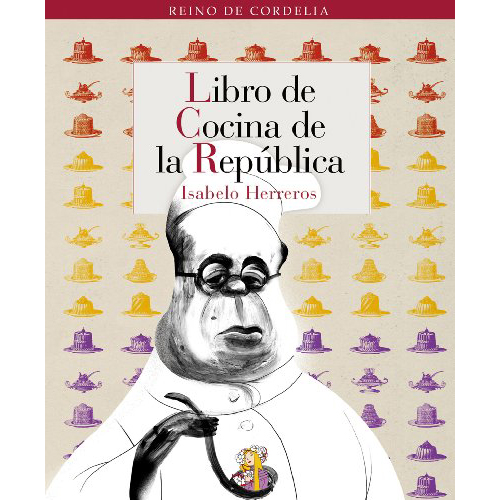 REINO DE CORDELIA
Libro de
Cocina de
la República
Isabelo Herreros